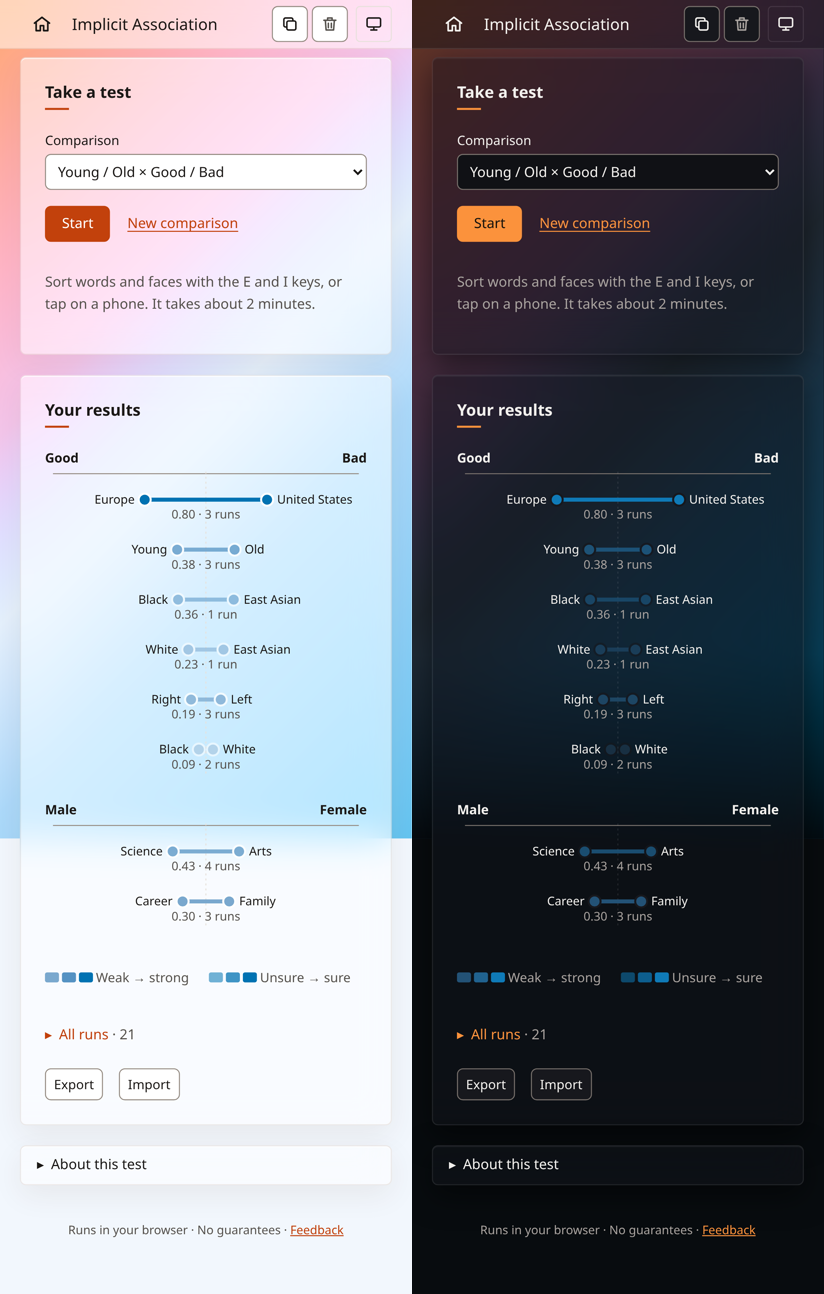 Implicit Association
Take a test
Comparison
Young / Old × Good / Bad
Start New comparison
Sort words and faces with the E and I keys, or
tap on a phone. It takes about 2 minutes.
Your results
Good Bad
Europe United States
0.80 · 3 runs
Young Old
0.38 · 3 runs
Black East Asian
0.36 · 1 run
White East Asian
0.23 · 1 run
Right Left
0.19 · 3 runs
Black White
0.09 · 2 runs
Male Female
Science Arts
0.43 · 4 runs
Career Family
0.30 · 3 runs
Weak → strong Unsure → sure
▸ All runs · 21
Export Import
▸ About this test
Runs in your browser · No guarantees · Feedback
Implicit Association
Take a test
Comparison
Young / Old × Good / Bad
Start New comparison
Sort words and faces with the E and I keys, or
tap on a phone. It takes about 2 minutes.
Your results
Good Bad
Europe United States
0.80 · 3 runs
Young Old
0.38 · 3 runs
Black East Asian
0.36 · 1 run
White East Asian
0.23 · 1 run
Right Left
0.19 · 3 runs
Black White
0.09 · 2 runs
Male Female
Science Arts
0.43 · 4 runs
Career Family
0.30 · 3 runs
Weak → strong Unsure → sure
▸ All runs · 21
Export Import
▸ About this test
Runs in your browser · No guarantees · Feedback